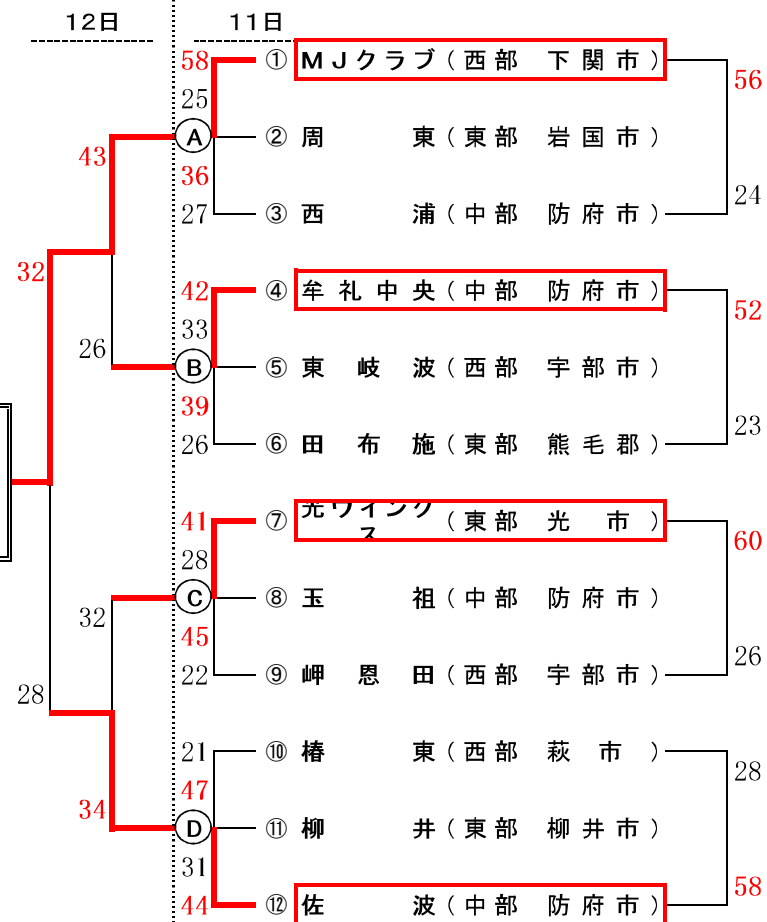 12日 11日
58 ① ＭＪクラブ(西部 下関市) 56
25
43 A ② 周東(東部 岩国市)
36
27 ③ 西浦(中部 防府市) 24
32
42 ④ 牟礼中央(中部 防府市) 52
33
26 B ⑤ 東岐波(西部 宇部市)
39
26 ⑥ 田布施(東部 熊毛郡) 23
41 ⑦ 光ウイングス(東部 光市) 60
28
32 C ⑧ 玉祖(中部 防府市)
45
22 ⑨ 岬恩田(西部 宇部市) 26
28
21 ⑩ 椿東(西部 萩市) 28
47
34 D ⑪ 柳井(東部 柳井市)
31
44 ⑫ 佐波(中部 防府市) 58